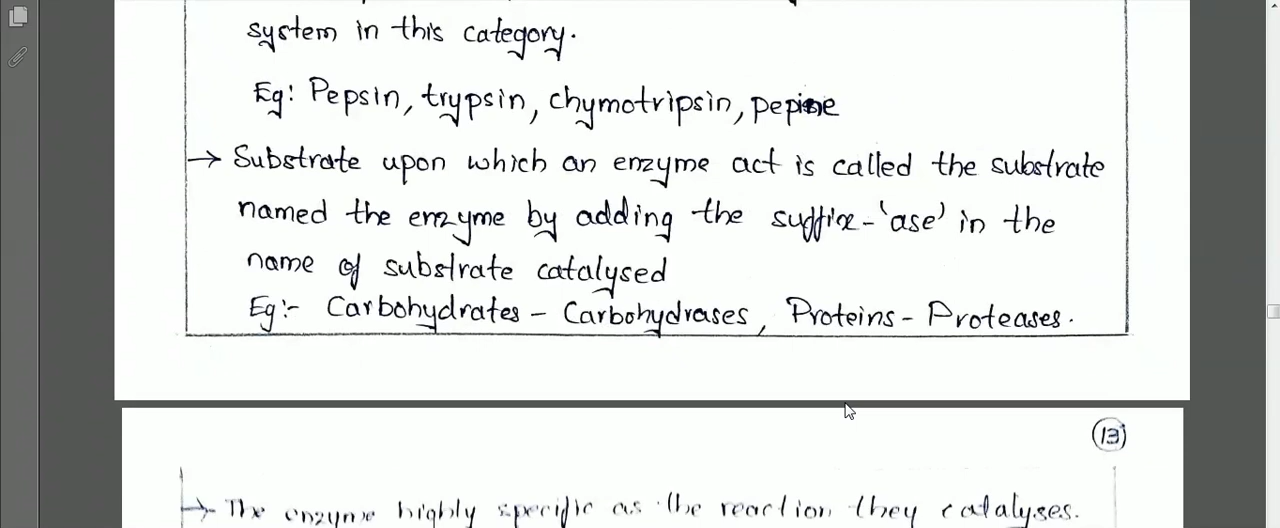 system in this category.
Eg: Pepsin, trypsin, chymotripsin, pepine
→ Substrate upon which an enzyme act is called the substrate
named the enzyme by adding the suffix-'ase' in the
name of substrate catalysed
Eg:- Carbohydrates - Carbohydrases, Proteins - Proteases.
13
→ The enzyme highly specific as the reaction they catalyses.